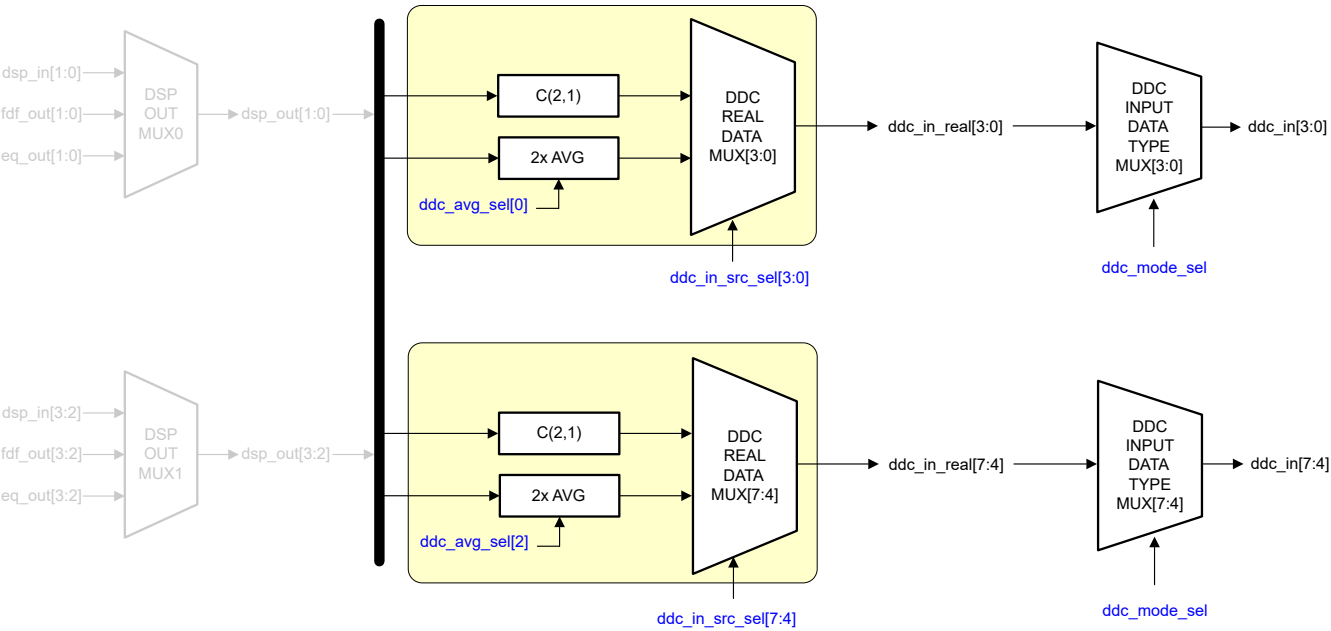 dsp_in[1:0]
fdf_out[1:0]
eq_out[1:0]
DSP
OUT
MUX0
dsp_out[1:0]
C(2,1)
2x AVG
ddc_avg_sel[0]
DDC
REAL
DATA
MUX[3:0]
ddc_in_src_sel[3:0]
ddc_in_real[3:0]
DDC
INPUT
DATA
TYPE
MUX[3:0]
ddc_mode_sel
ddc_in[3:0]
dsp_in[3:2]
fdf_out[3:2]
eq_out[3:2]
DSP
OUT
MUX1
dsp_out[3:2]
C(2,1)
2x AVG
ddc_avg_sel[2]
DDC
REAL
DATA
MUX[7:4]
ddc_in_src_sel[7:4]
ddc_in_real[7:4]
DDC
INPUT
DATA
TYPE
MUX[7:4]
ddc_mode_sel
ddc_in[7:4]